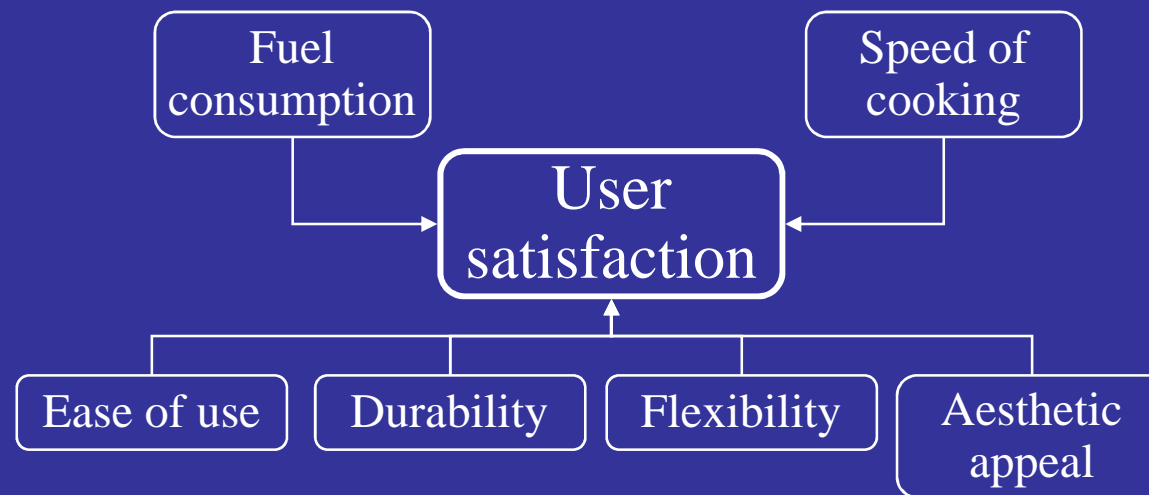 Fuel
consumption
Speed of
cooking
User
satisfaction
Ease of use
Durability
Flexibility
Aesthetic
appeal